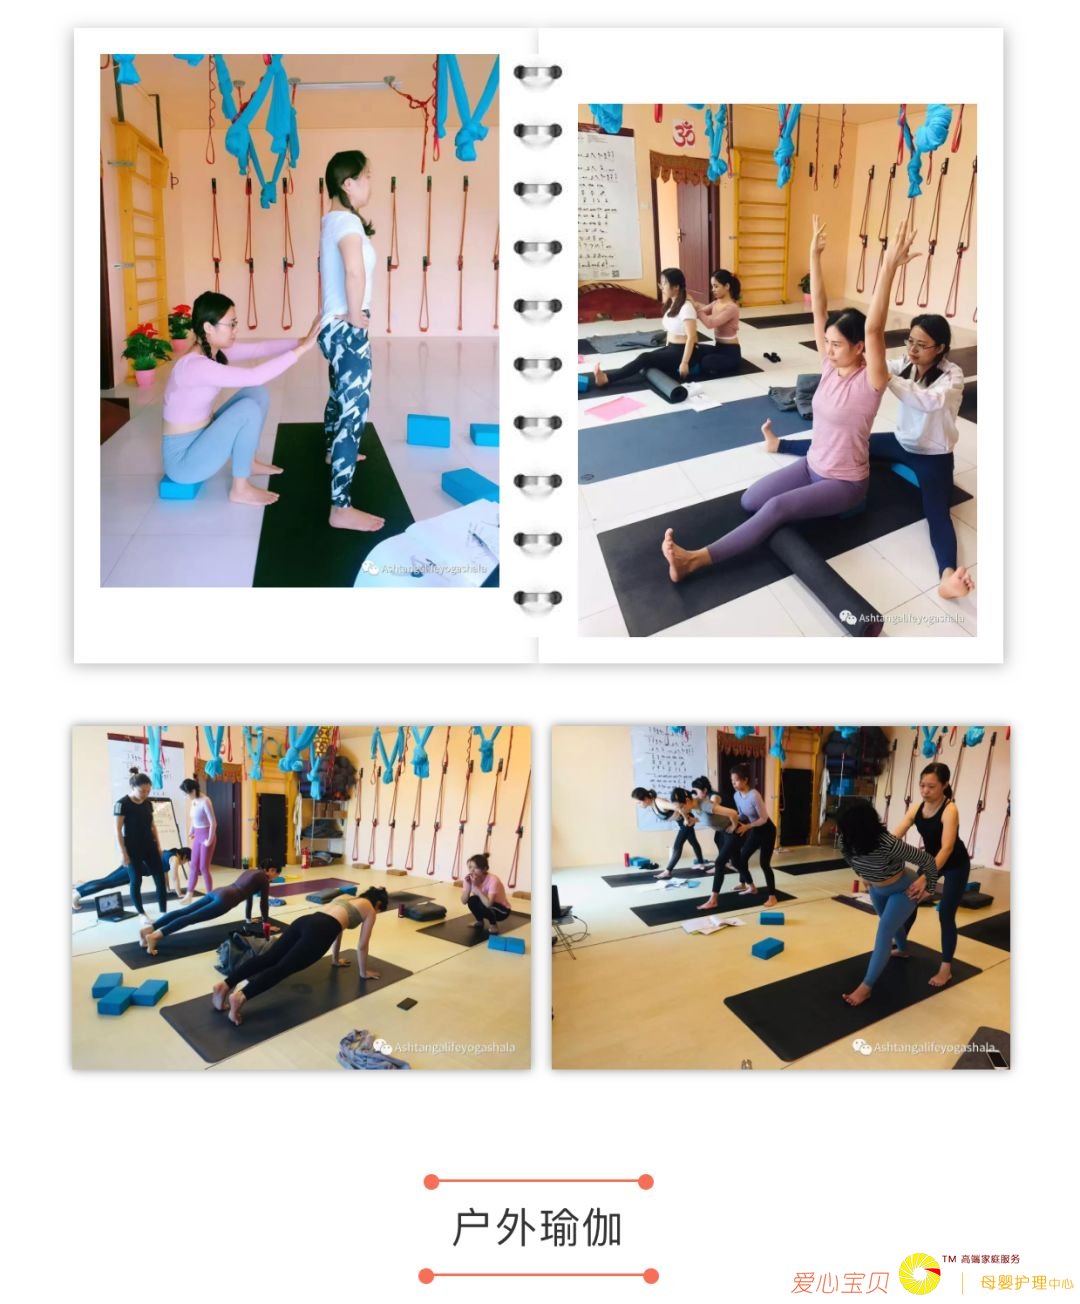 ॐ
Ashtangalifeyogashala
Ashtangalifeyogashala
Ashtangalifeyogashala
Ashtangalifeyogashala
户外瑜伽
爱心宝贝
TM 高端家庭服务
母婴护理中心